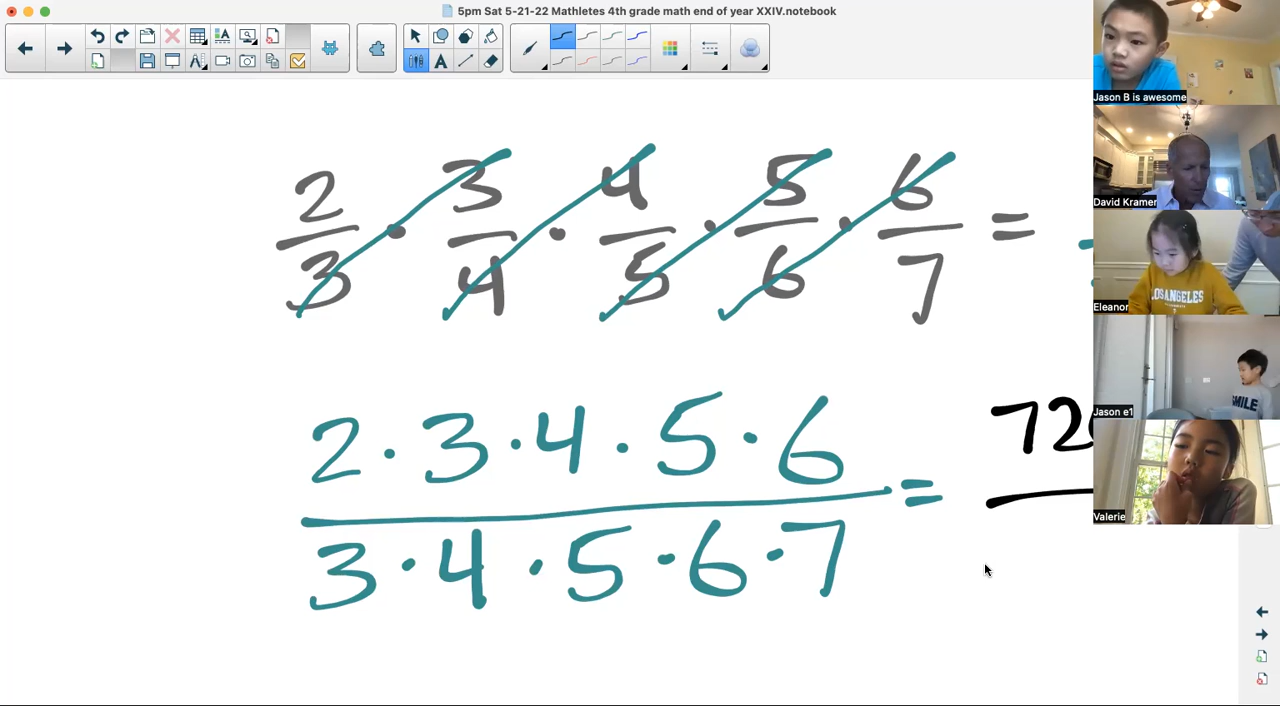 5pm Sat 5-21-22 Mathletes 4th grade math end of year XXIV.notebook
Jason B is awesome
David Kramer
Eleanor
LOS ANGELES
Jason e1
SMILE
Valerie
2/3 · 3/4 · 4/5 · 5/6 · 6/7 =
2 · 3 · 4 · 5 · 6 = 72
3 · 4 · 5 · 6 · 7